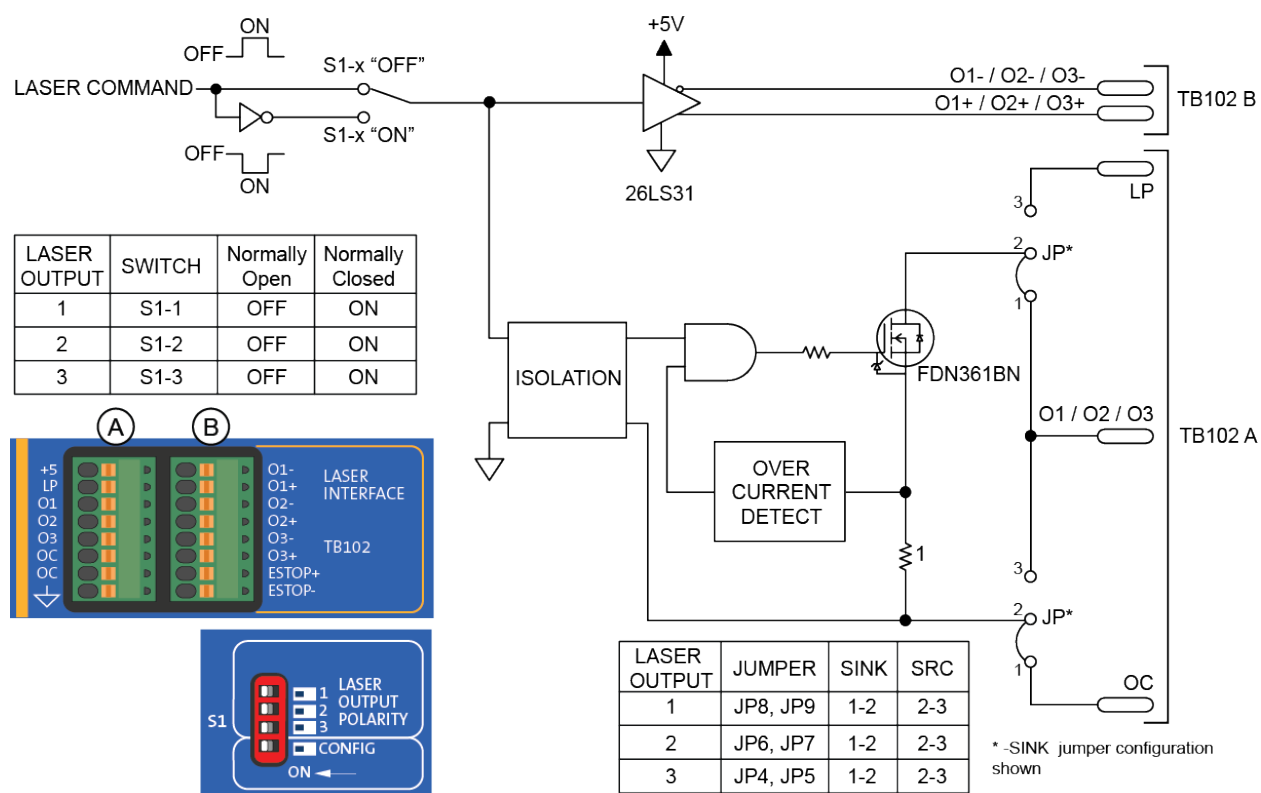 ON
OFF
LASER COMMAND
S1-x “OFF”
S1-x “ON”
OFF
ON
+5V
26LS31
O1- / O2- / O3-
O1+ / O2+ / O3+
TB102 B
LP
3
2
JP*
1
FDN361BN
ISOLATION
OVER
CURRENT
DETECT
1
O1 / O2 / O3
TB102 A
3
2
JP*
1
OC
LASER OUTPUT SWITCH Normally Open Normally Closed
1 S1-1 OFF ON
2 S1-2 OFF ON
3 S1-3 OFF ON
A B
+5
LP
O1
O2
O3
OC
OC
O1-
O1+
O2-
O2+
O3-
O3+
ESTOP+
ESTOP-
LASER
INTERFACE
TB102
S1
1
2
3
LASER
OUTPUT
POLARITY
CONFIG
ON
LASER OUTPUT JUMPER SINK SRC
1 JP8, JP9 1-2 2-3
2 JP6, JP7 1-2 2-3
3 JP4, JP5 1-2 2-3
* -SINK jumper configuration
shown